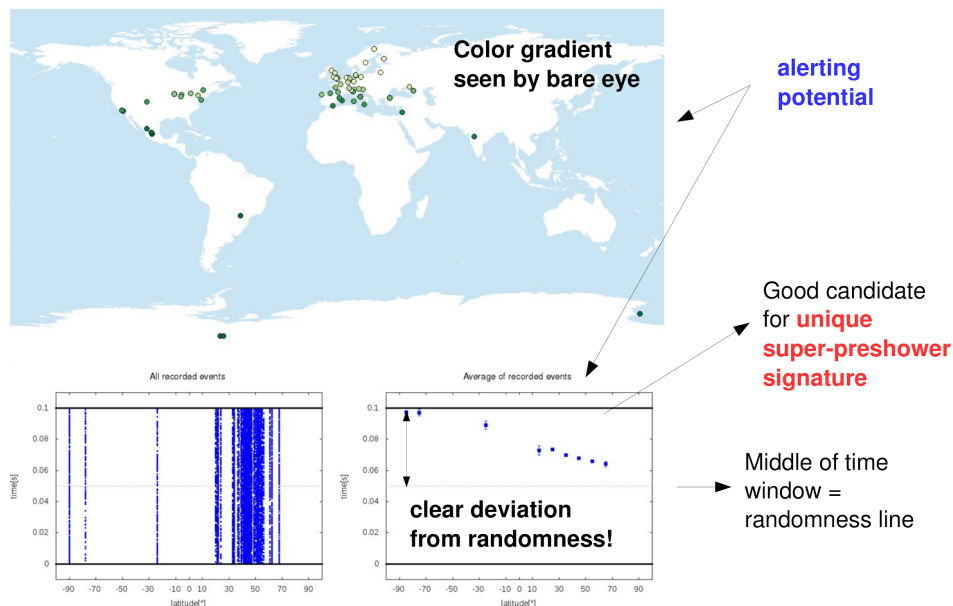 Color gradient
seen by bare eye
alerting
potential
Good candidate
for unique
super-preshower
signature
All recorded events
0.1
0.08
0.06
0.04
0.02
0
time[s]
-90 -70 -50 -30 -10 0 10 30 50 70 90
latitude[°]
Average of recorded events
0.1
0.08
0.06
0.04
0.02
0
time[s]
-90 -70 -50 -30 -10 0 10 30 50 70 90
latitude[°]
clear deviation
from randomness!
Middle of time
window =
randomness line